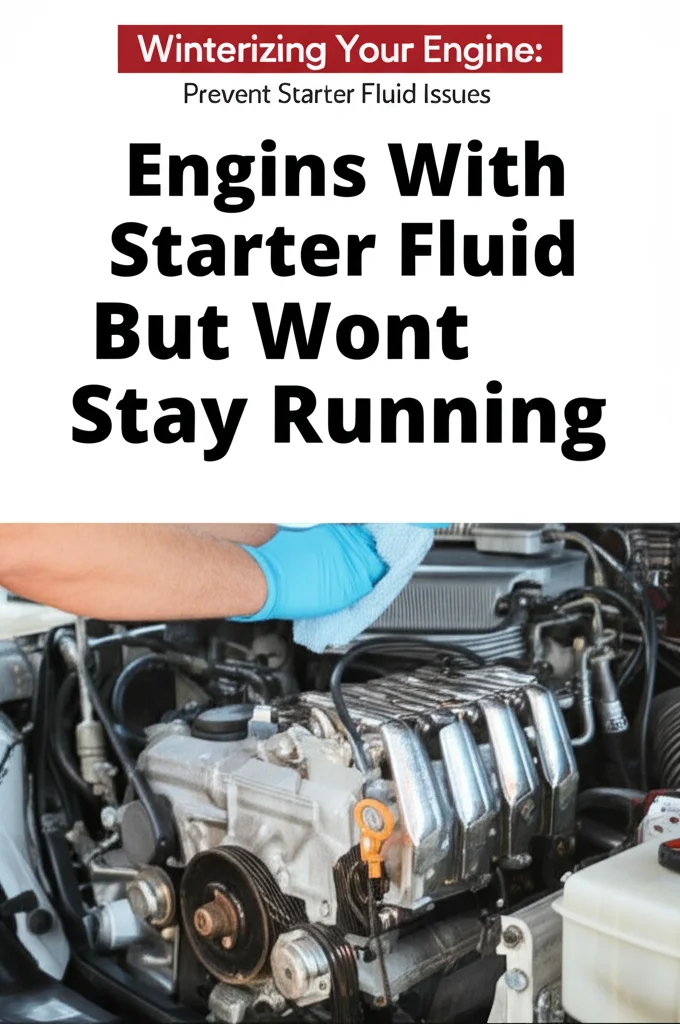 Winterizing Your Engine:
Prevent Starter Fluid Issues
Engins With
Starter Fluid
But Wont
Stay Running